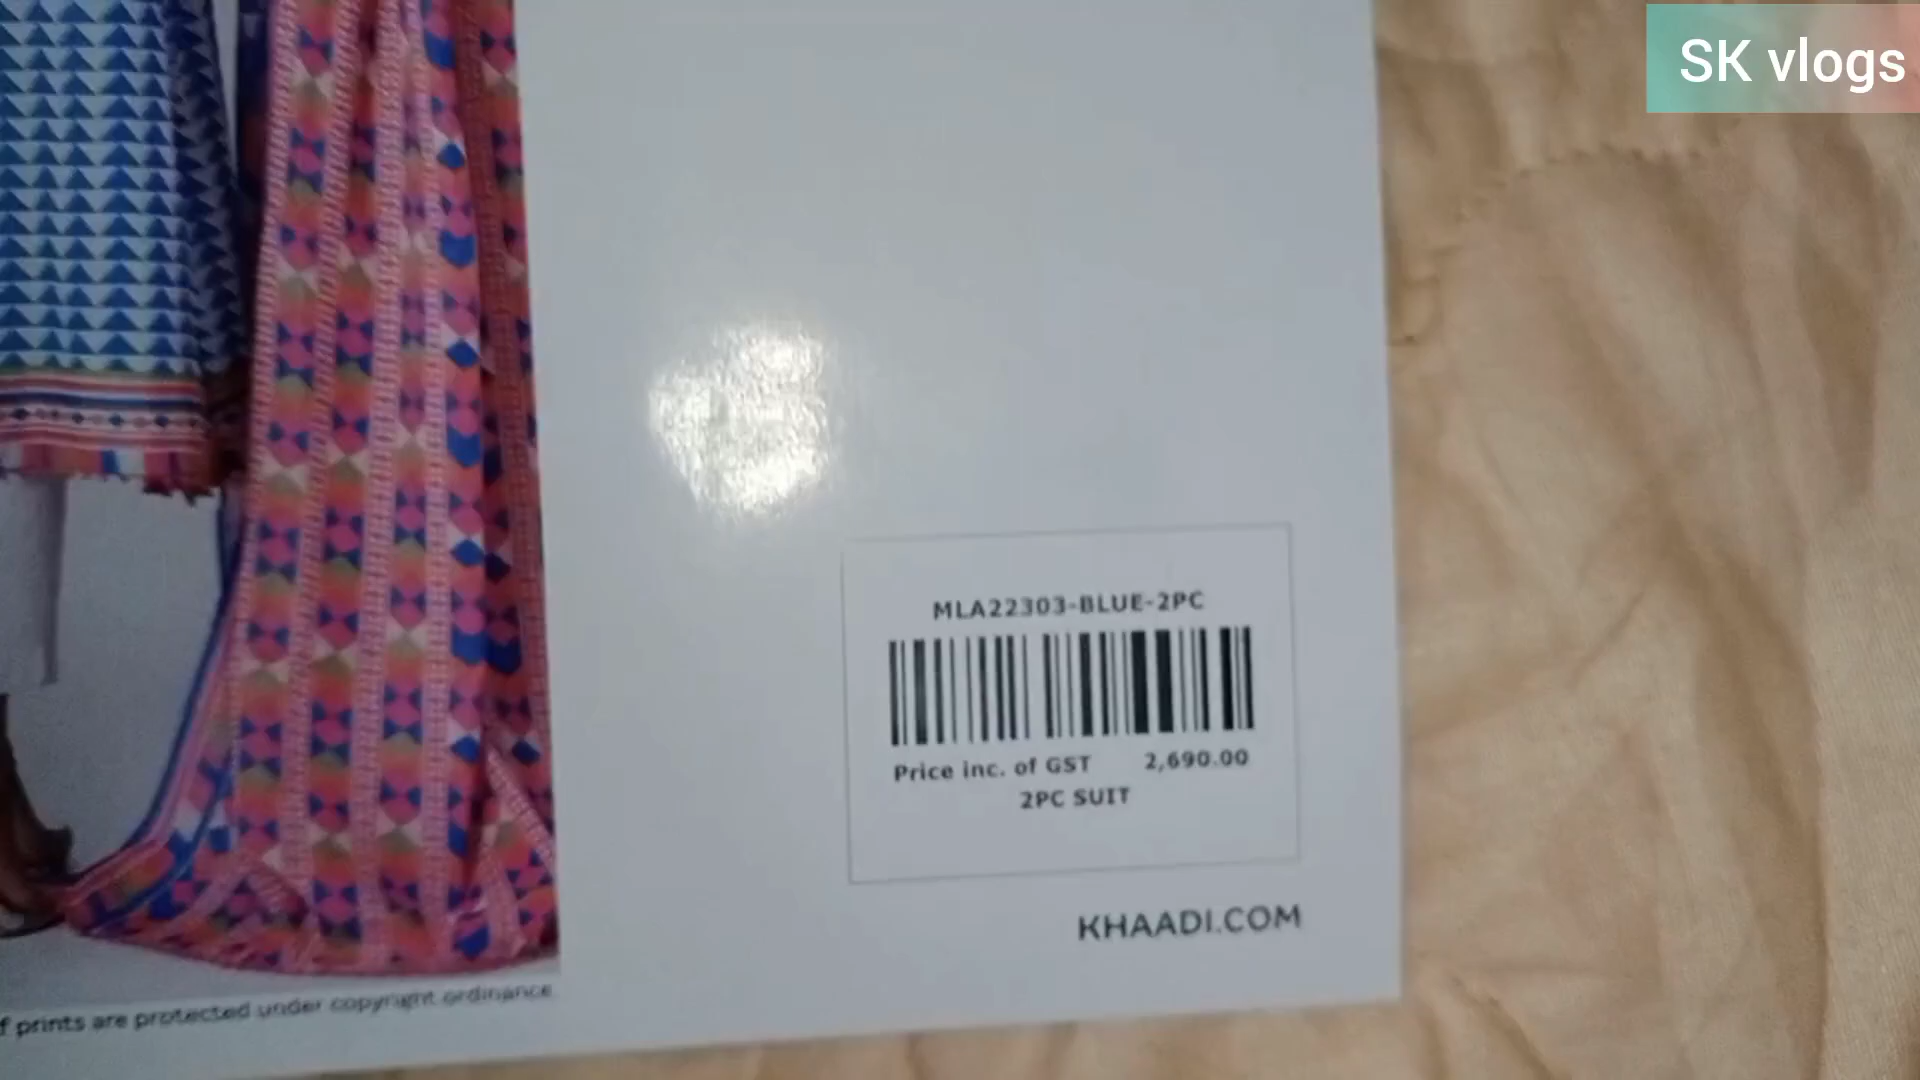 SK vlogs
MLA22303-BLUE-2PC
Price inc. of GST 2,690.00
2PC SUIT
KHAADI.COM
f prints are protected under copyright ordinance